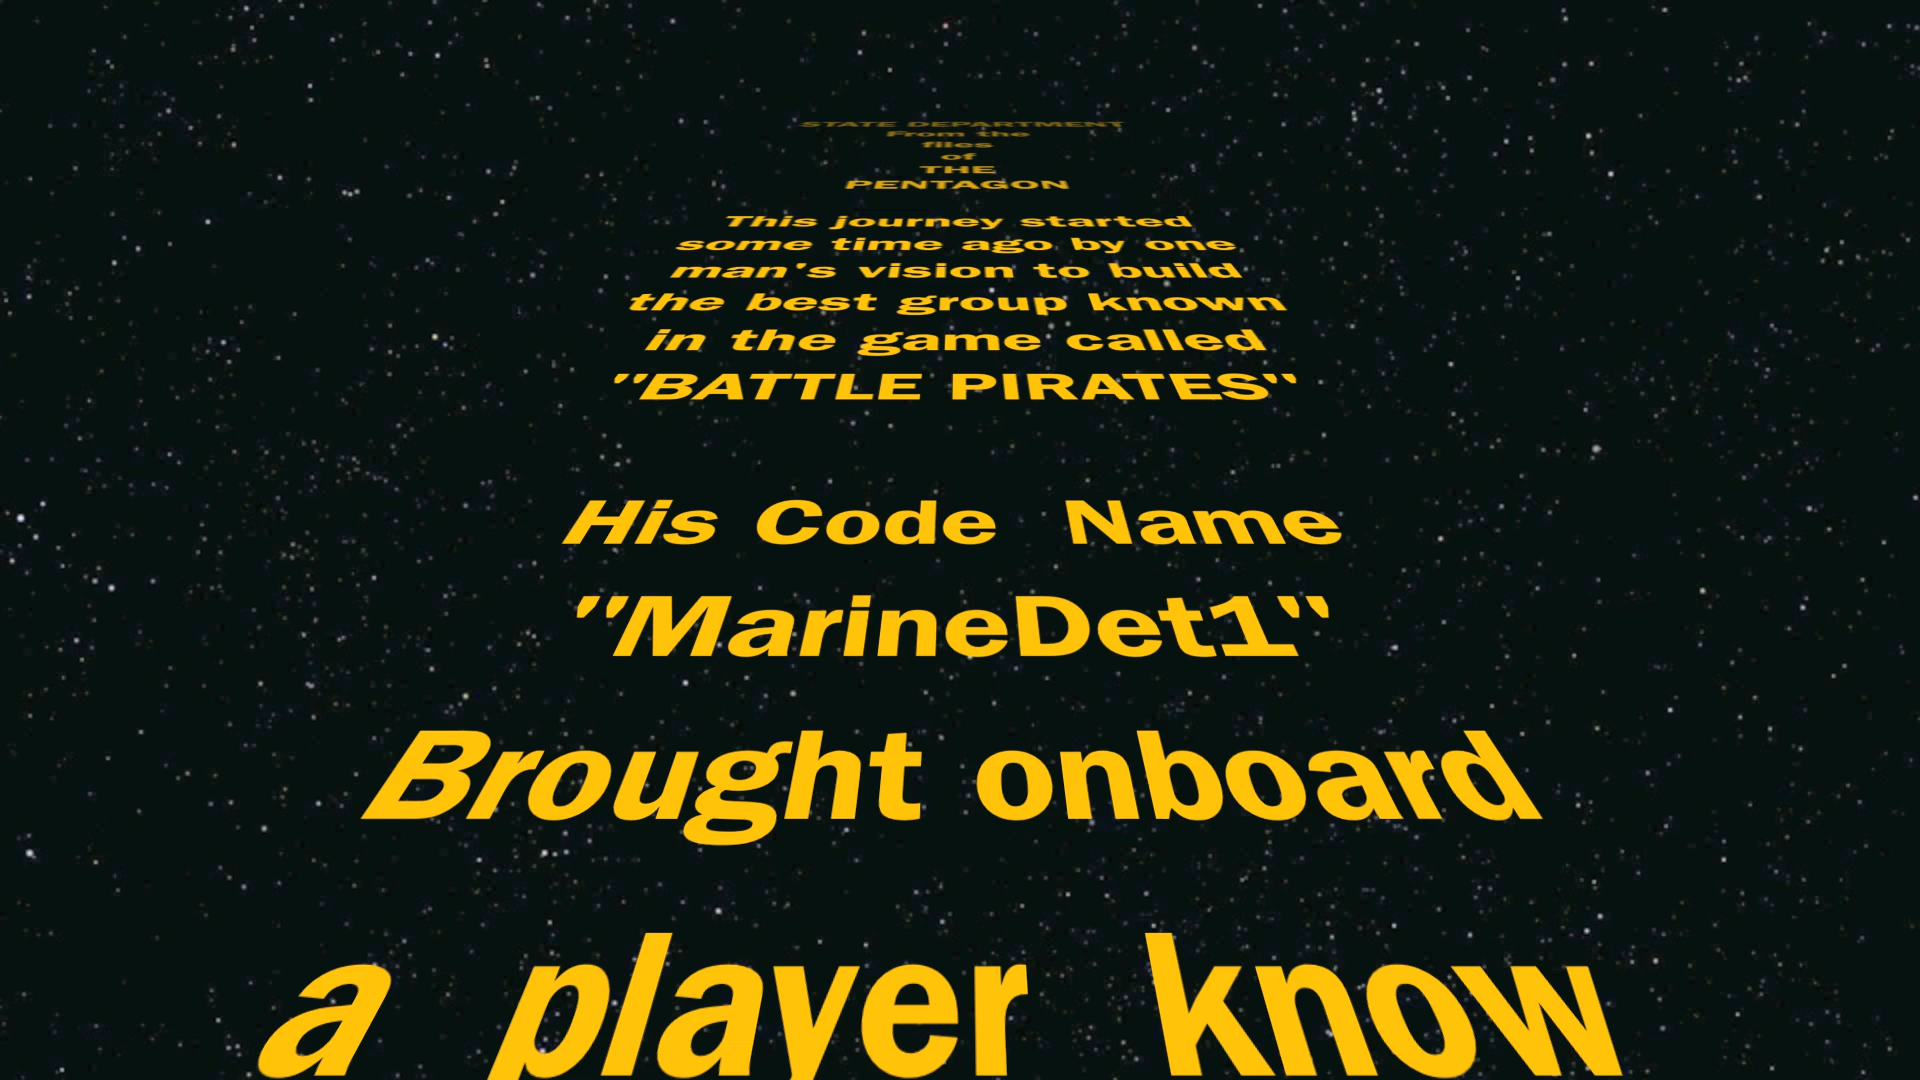 STATE DEPARTMENT
From the
files
of
THE
PENTAGON
This journey started
some time ago by one
man's vision to build
the best group known
in the game called
"BATTLE PIRATES"
His Code Name
"MarineDet1"
Brought onboard
a player know